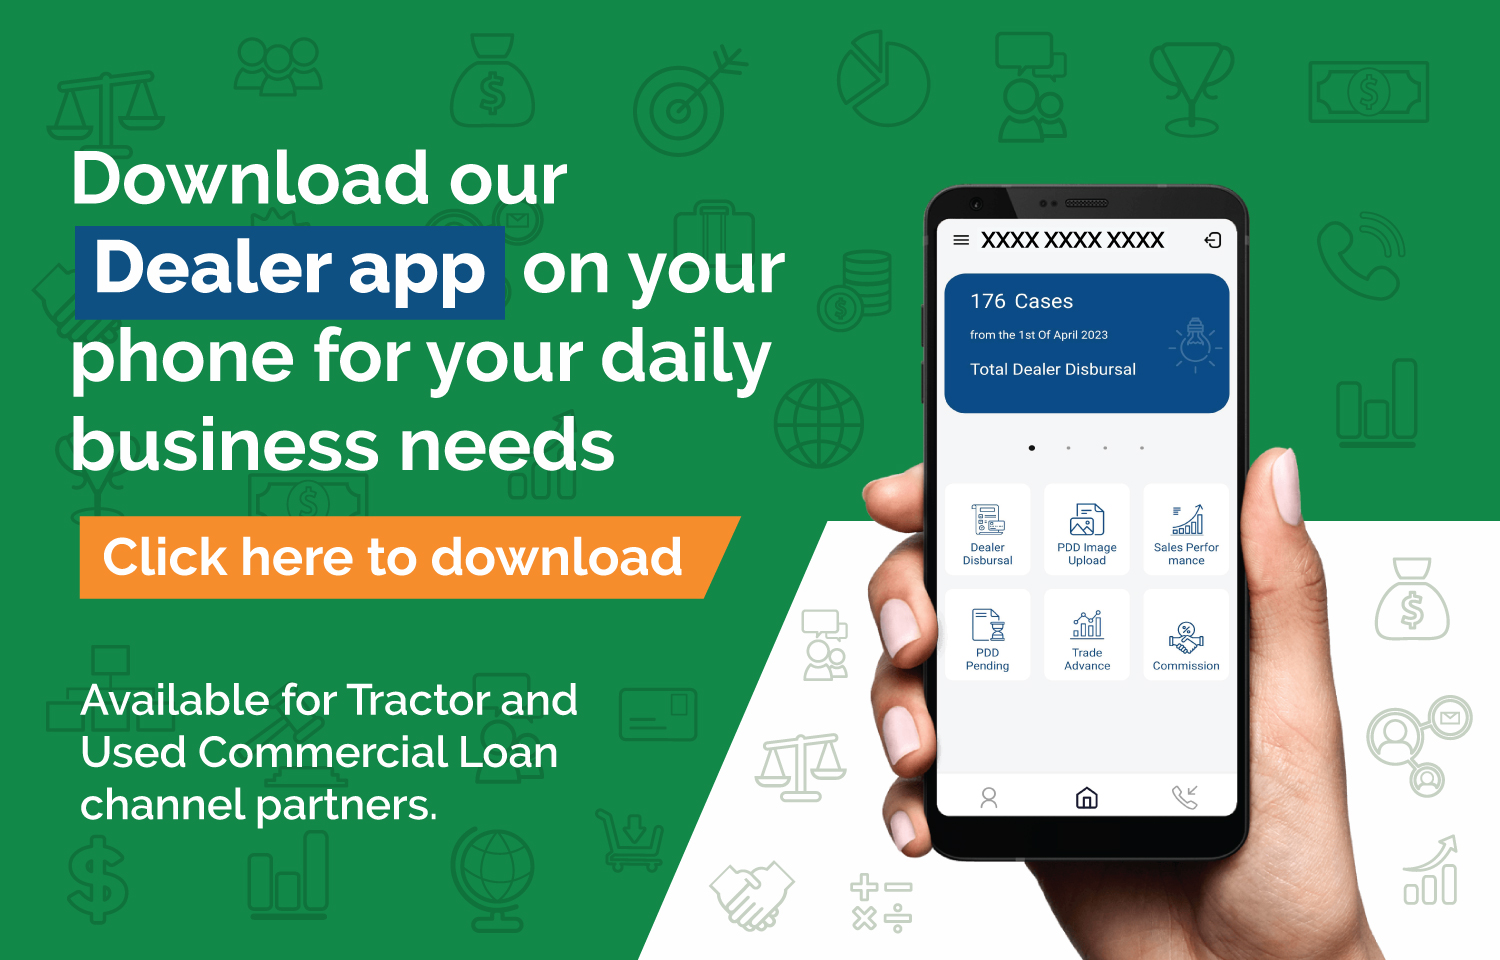 Download our
Dealer app on your
phone for your daily
business needs
Click here to download
Available for Tractor and
Used Commercial Loan
channel partners.
XXXX XXXX XXXX
176 Cases
from the 1st Of April 2023
Total Dealer Disbursal
Dealer
Disbursal
PDD Image
Upload
Sales Perfor
mance
PDD
Pending
Trade
Advance
Commission